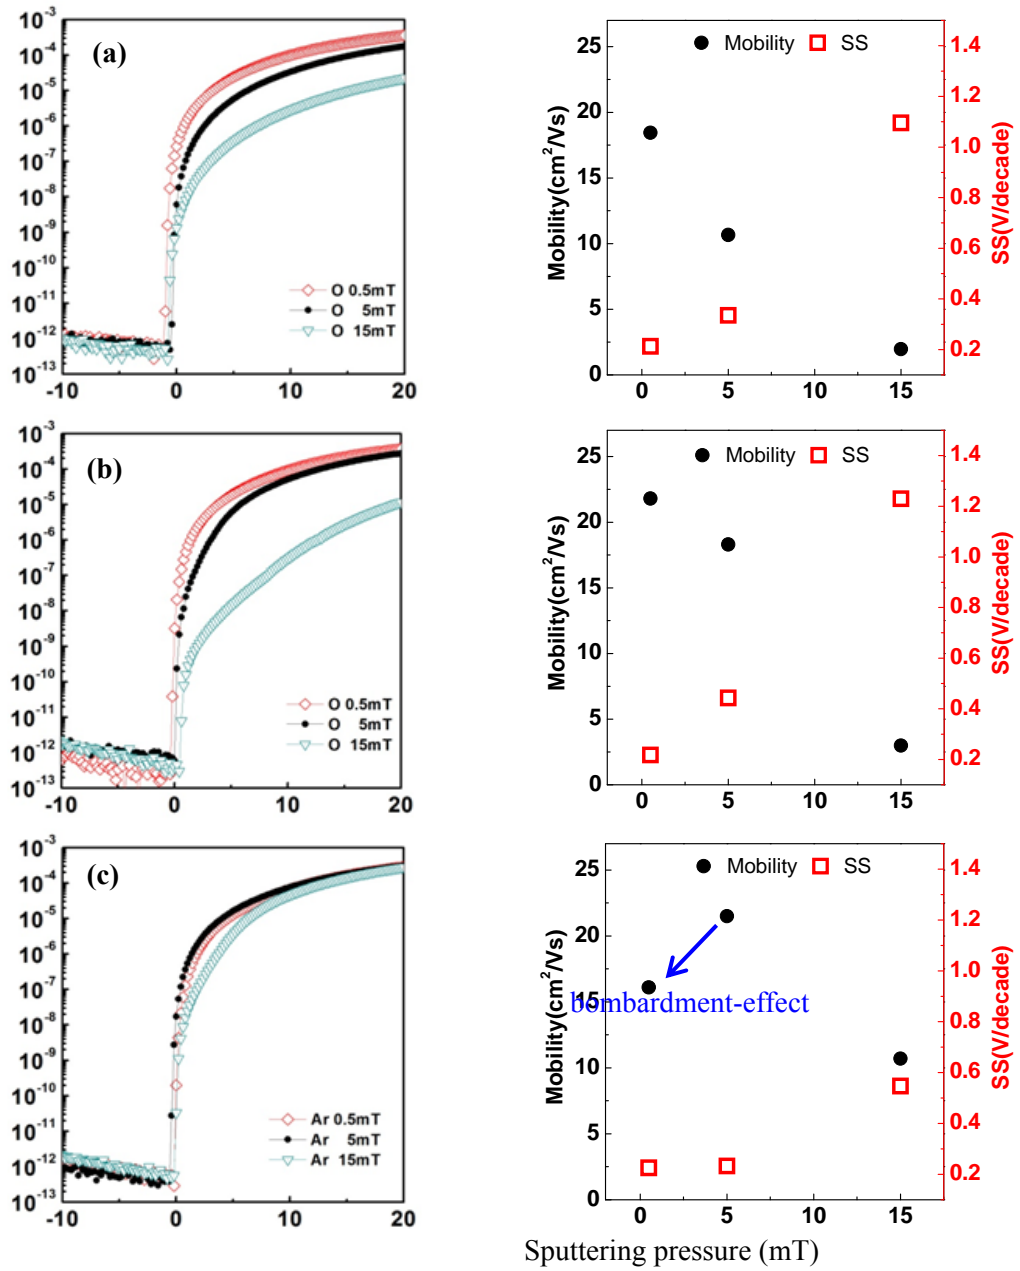 (a)
10-3
10-4
10-5
10-6
10-7
10-8
10-9
10-10
10-11
10-12
10-13
-10 0 10 20
O 0.5mT
O 5mT
O 15mT
Mobility SS
25
20
15
10
5
0
0 5 10 15
Mobility(cm2/Vs)
1.4
1.2
1.0
0.8
0.6
0.4
0.2
SS(V/decade)
(b)
10-3
10-4
10-5
10-6
10-7
10-8
10-9
10-10
10-11
10-12
10-13
-10 0 10 20
O 0.5mT
O 5mT
O 15mT
Mobility SS
25
20
15
10
5
0
0 5 10 15
Mobility(cm2/Vs)
1.4
1.2
1.0
0.8
0.6
0.4
0.2
SS(V/decade)
(c)
10-3
10-4
10-5
10-6
10-7
10-8
10-9
10-10
10-11
10-12
10-13
-10 0 10 20
Ar 0.5mT
Ar 5mT
Ar 15mT
Mobility SS
bombardment-effect
25
20
15
10
5
0
0 5 10 15
Mobility(cm2/Vs)
1.4
1.2
1.0
0.8
0.6
0.4
0.2
SS(V/decade)
Sputtering pressure (mT)